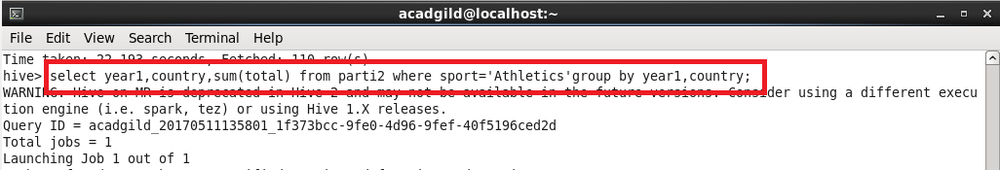 acadgild@localhost:~
File Edit View Search Terminal Help
Time taken: 22.193 seconds, Fetched: 110 row(s)
hive> select year1,country,sum(total) from parti2 where sport='Athletics'group by year1,country;
WARNING: Hive-on-MR is deprecated in Hive 2 and may not be available in the future versions. Consider using a different execu
tion engine (i.e. spark, tez) or using Hive 1.X releases.
Query ID = acadgild_20170511135801_1f373bcc-9fe0-4d96-9fef-40f5196ced2d
Total jobs = 1
Launching Job 1 out of 1